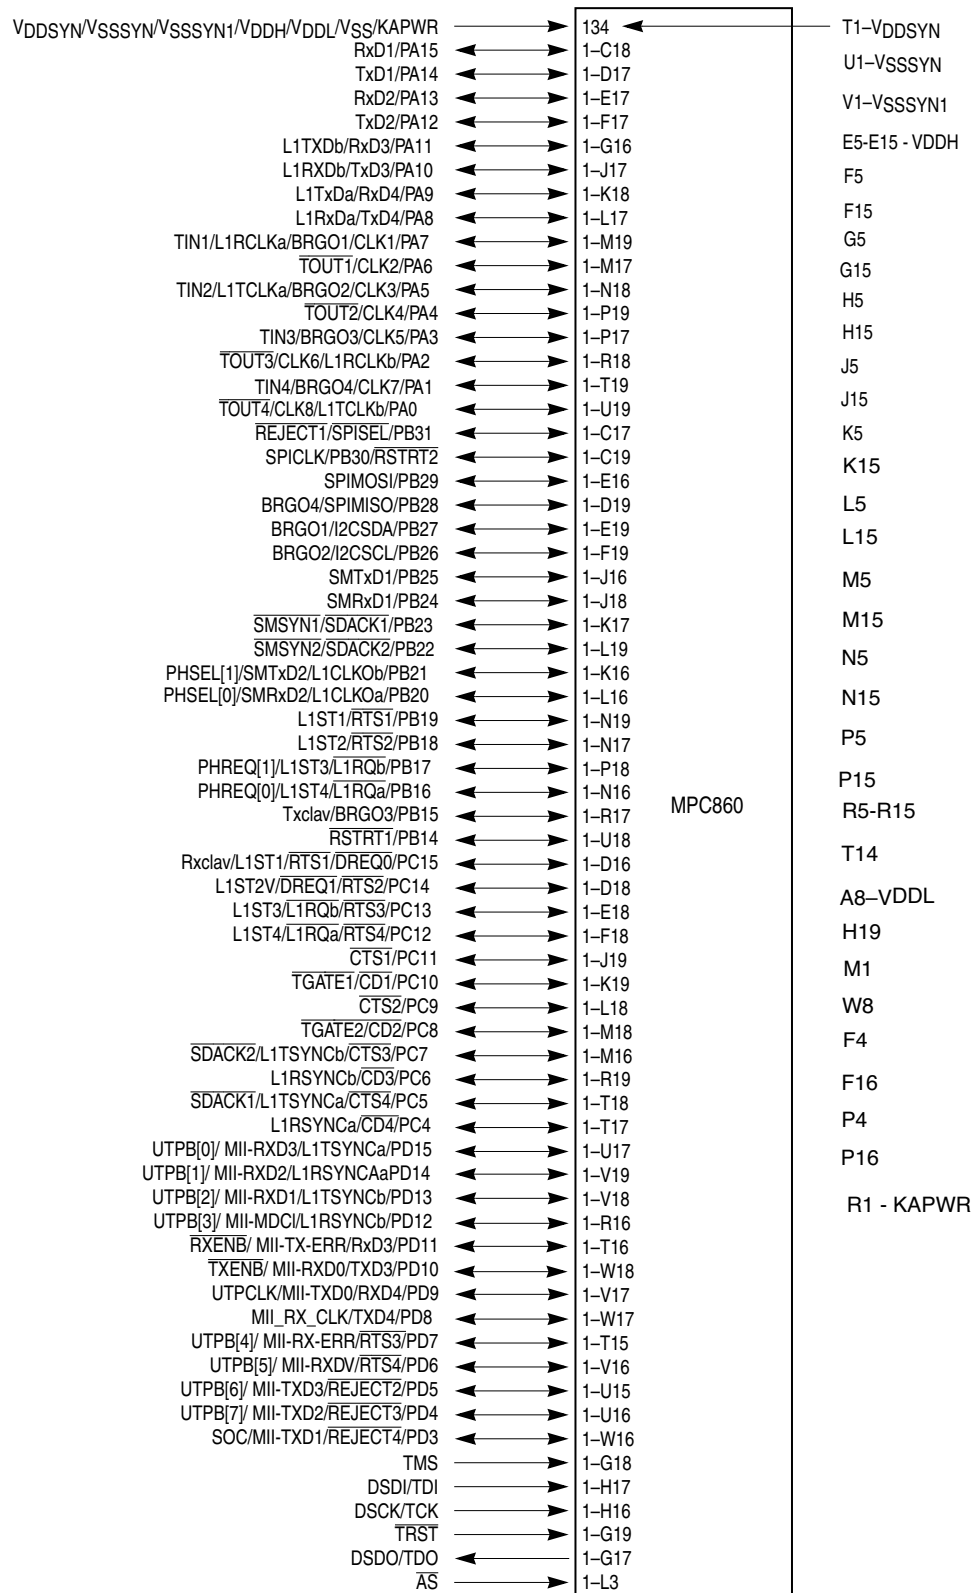 VDDSYN/VSSSYN/VSSSYN1/VDDH/VDDL/VSS/KAPWR 134 T1–VDDSYN
RxD1/PA15 1–C18
TxD1/PA14 1–D17 U1–VSSSYN
RxD2/PA13 1–E17 V1–VSSSYN1
TxD2/PA12 1–F17
L1TXDb/RxD3/PA11 1–G16 E5-E15 - VDDH
L1RXDb/TxD3/PA10 1–J17 F5
L1TxDa/RxD4/PA9 1–K18
L1RxDa/TxD4/PA8 1–L17 F15
TIN1/L1RCLKa/BRGO1/CLK1/PA7 1–M19 G5
TOUT1/CLK2/PA6 1–M17 G15
TIN2/L1TCLKa/BRGO2/CLK3/PA5 1–N18 H5
TOUT2/CLK4/PA4 1–P19
TIN3/BRGO3/CLK5/PA3 1–P17 H15
TOUT3/CLK6/L1RCLKb/PA2 1–R18 J5
TIN4/BRGO4/CLK7/PA1 1–T19 J15
TOUT4/CLK8/L1TCLKb/PA0 1–U19
REJECT1/SPISEL/PB31 1–C17 K5
SPICLK/PB30/RSTRT2 1–C19 K15
SPIMOSI/PB29 1–E16
BRGO4/SPIMISO/PB28 1–D19 L5
BRGO1/I2CSDA/PB27 1–E19 L15
BRGO2/I2CSCL/PB26 1–F19
SMTxD1/PB25 1–J16 M5
SMRxD1/PB24 1–J18
SMSYN1/SDACK1/PB23 1–K17 M15
SMSYN2/SDACK2/PB22 1–L19 N5
PHSEL[1]/SMTxD2/L1CLKOb/PB21 1–K16
PHSEL[0]/SMRxD2/L1CLKOa/PB20 1–L16 N15
L1ST1/RTS1/PB19 1–N19
L1ST2/RTS2/PB18 1–N17 P5
PHREQ[1]/L1ST3/L1RQb/PB17 1–P18 P15
PHREQ[0]/L1ST4/L1RQa/PB16 1–N16
MPC860
Txclav/BRGO3/PB15 1–R17 R5-R15
RSTRT1/PB14 1–U18
Rxclav/L1ST1/RTS1/DREQ0/PC15 1–D16 T14
L1ST2V/DREQ1/RTS2/PC14 1–D18 A8–VDDL
L1ST3/L1RQb/RTS3/PC13 1–E18
L1ST4/L1RQa/RTS4/PC12 1–F18 H19
CTS1/PC11 1–J19 M1
TGATE1/CD1/PC10 1–K19
CTS2/PC9 1–L18 W8
TGATE2/CD2/PC8 1–M18 F4
SDACK2/L1TSYNCb/CTS3/PC7 1–M16
L1RSYNCb/CD3/PC6 1–R19 F16
SDACK1/L1TSYNCa/CTS4/PC5 1–T18
L1RSYNCa/CD4/PC4 1–T17 P4
UTPB[0]/ MII-RXD3/L1TSYNCa/PD15 1–U17 P16
UTPB[1]/ MII-RXD2/L1RSYNCAaPD14 1–V19
UTPB[2]/ MII-RXD1/L1TSYNCb/PD13 1–V18 R1 - KAPWR
UTPB[3]/ MII-MDCI/L1RSYNCb/PD12 1–R16
RXENB/ MII-TX-ERR/RxD3/PD11 1–T16
TXENB/ MII-RXD0/TXD3/PD10 1–W18
UTPCLK/MII-TXD0/RXD4/PD9 1–V17
MII_RX_CLK/TXD4/PD8 1–W17
UTPB[4]/ MII-RX-ERR/RTS3/PD7 1–T15
UTPB[5]/ MII-RXDV/RTS4/PD6 1–V16
UTPB[6]/ MII-TXD3/REJECT2/PD5 1–U15
UTPB[7]/ MII-TXD2/REJECT3/PD4 1–U16
SOC/MII-TXD1/REJECT4/PD3 1–W16
TMS 1–G18
DSDI/TDI 1–H17
DSCK/TCK 1–H16
TRST 1–G19
DSDO/TDO 1–G17
AS 1–L3